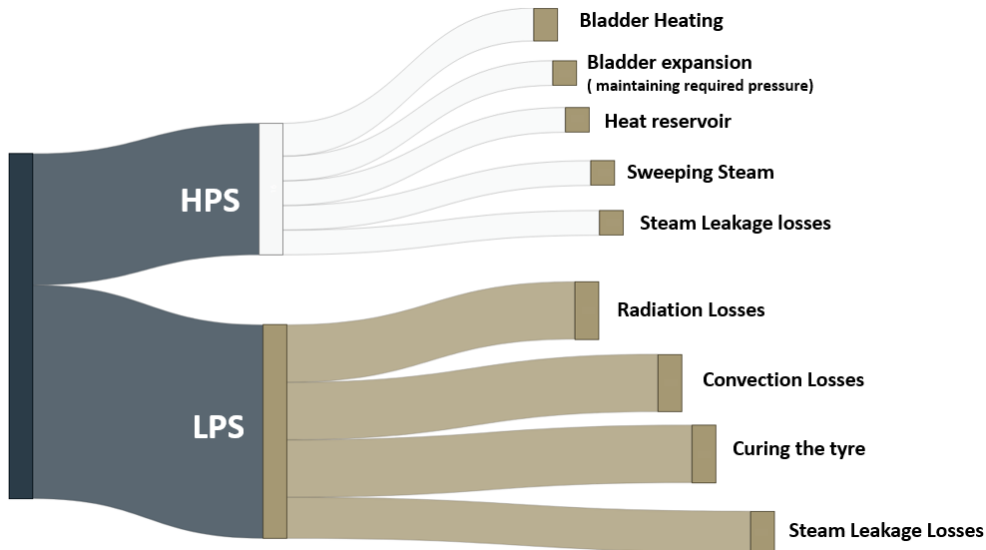 Bladder Heating
Bladder expansion
( maintaining required pressure)
Heat reservoir
HPS
Sweeping Steam
Steam Leakage losses
Radiation Losses
Convection Losses
LPS
Curing the tyre
Steam Leakage Losses